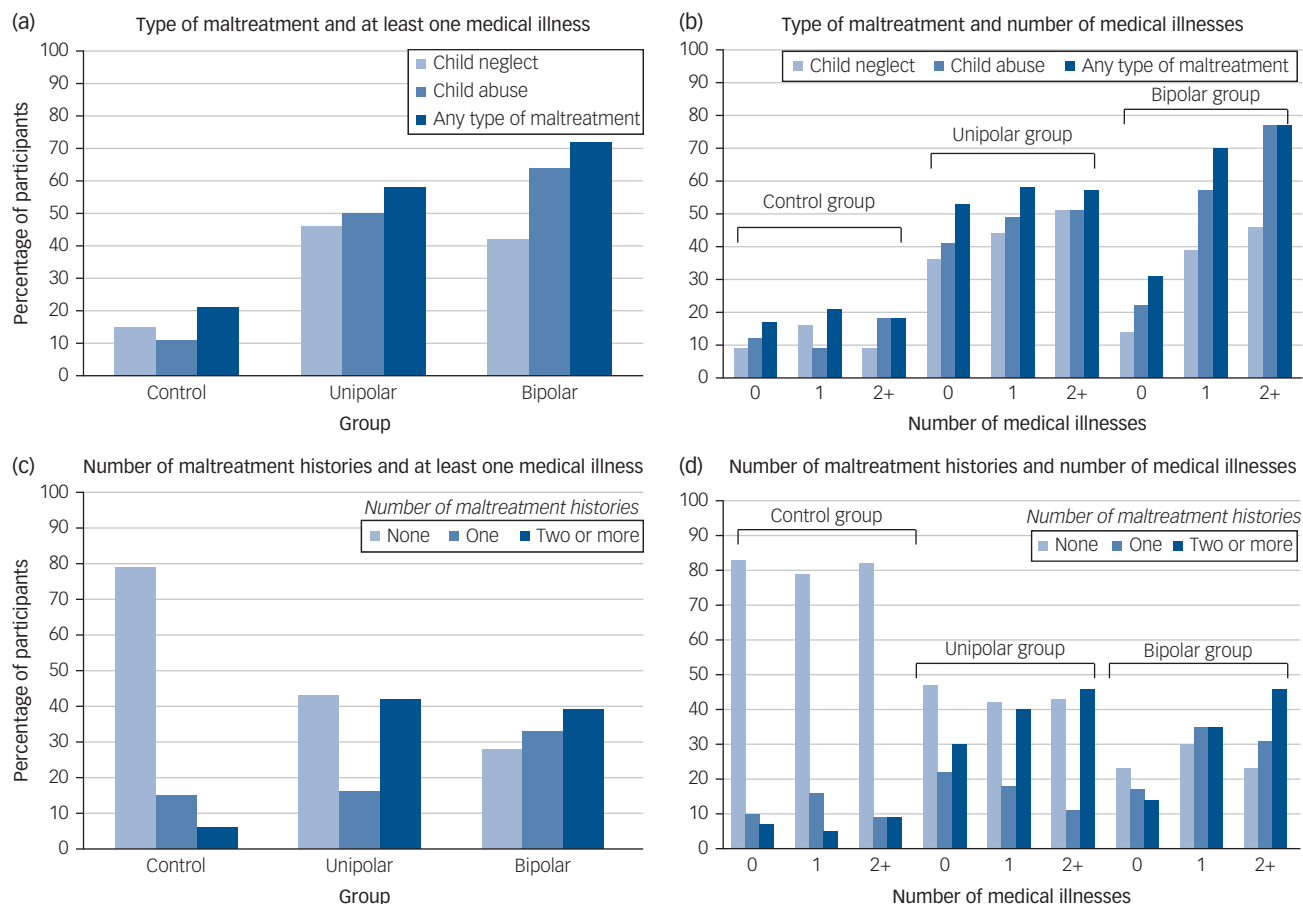 (a) Type of maltreatment and at least one medical illness
100
90
80
70
60
50
40
30
20
10
0
Percentage of participants
Child neglect
Child abuse
Any type of maltreatment
Control
Unipolar
Bipolar
Group
(b) Type of maltreatment and number of medical illnesses
100
90
80
70
60
50
40
30
20
10
0
Child neglect Child abuse Any type of maltreatment
Control group
Unipolar group
Bipolar group
0 1 2+ 0 1 2+ 0 1 2+
Number of medical illnesses
(c) Number of maltreatment histories and at least one medical illness
100
90
80
70
60
50
40
30
20
10
0
Percentage of participants
Number of maltreatment histories
None One Two or more
Control
Unipolar
Bipolar
Group
(d) Number of maltreatment histories and number of medical illnesses
100
90
80
70
60
50
40
30
20
10
0
Control group
Number of maltreatment histories
None One Two or more
Unipolar group
Bipolar group
0 1 2+ 0 1 2+ 0 1 2+
Number of medical illnesses